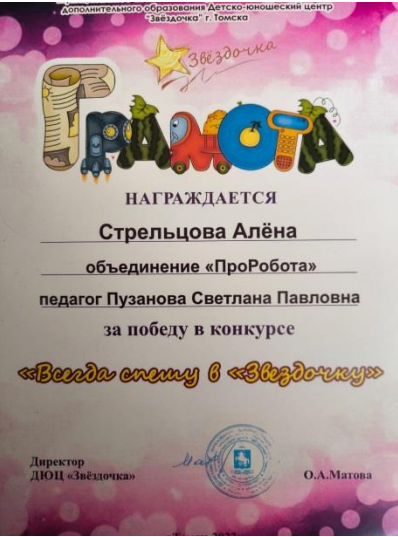 дополнительного образования Детско-юношеский центр
"Звёздочка" г. Томска
Звёздочка
ГРАМОТА
НАГРАЖДАЕТСЯ
Стрельцова Алёна
объединение «ПроРобота»
педагог Пузанова Светлана Павловна
за победу в конкурсе
«Всегда спешу в «Звездочку»
Директор
ДЮЦ «Звёздочка»
О.А.Матова